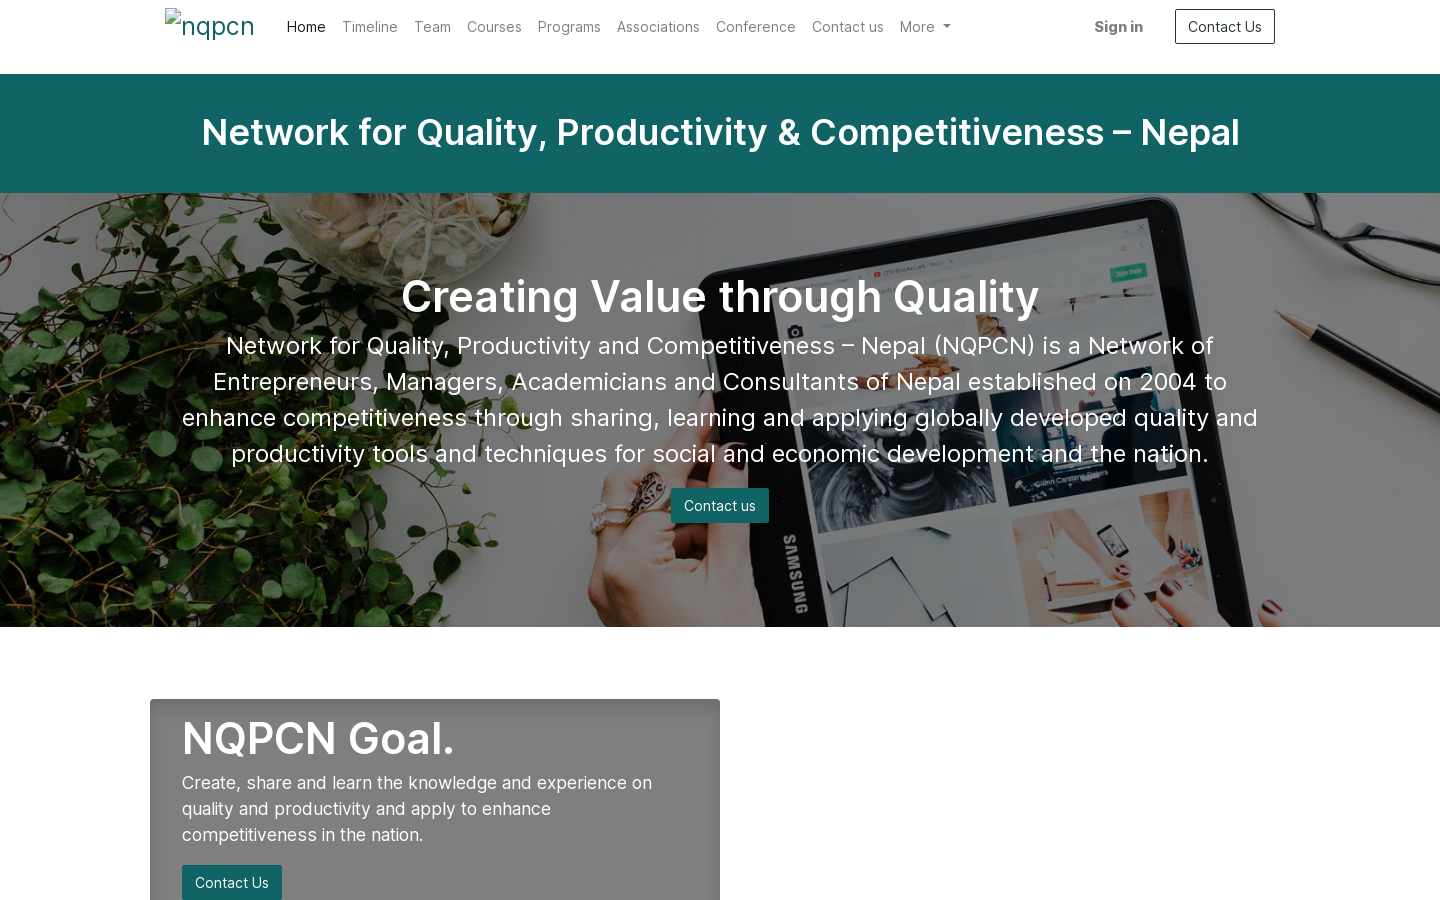 nqpcn
Home Timeline Team Courses Programs Associations Conference Contact us More Sign in Contact Us
Network for Quality, Productivity & Competitiveness – Nepal
Creating Value through Quality
Network for Quality, Productivity and Competitiveness – Nepal (NQPCN) is a Network of
Entrepreneurs, Managers, Academicians and Consultants of Nepal established on 2004 to
enhance competitiveness through sharing, learning and applying globally developed quality and
productivity tools and techniques for social and economic development and the nation.
Contact us
Join free
SAMSUNG
NQPCN Goal.
Create, share and learn the knowledge and experience on
quality and productivity and apply to enhance
competitiveness in the nation.
Contact Us